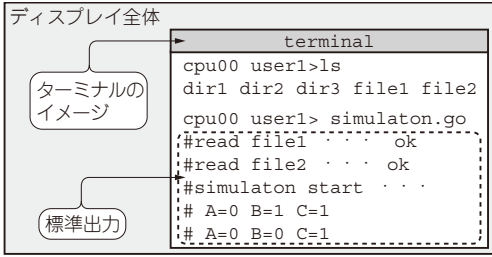 ディスプレイ全体
terminal
cpu00 user1>ls
dir1 dir2 dir3 file1 file2
cpu00 user1> simulaton.go
#read file1 ・・・ ok
#read file2 ・・・ ok
#simulaton start ・・・
# A=0 B=1 C=1
# A=0 B=0 C=1
ターミナルの
イメージ
標準出力